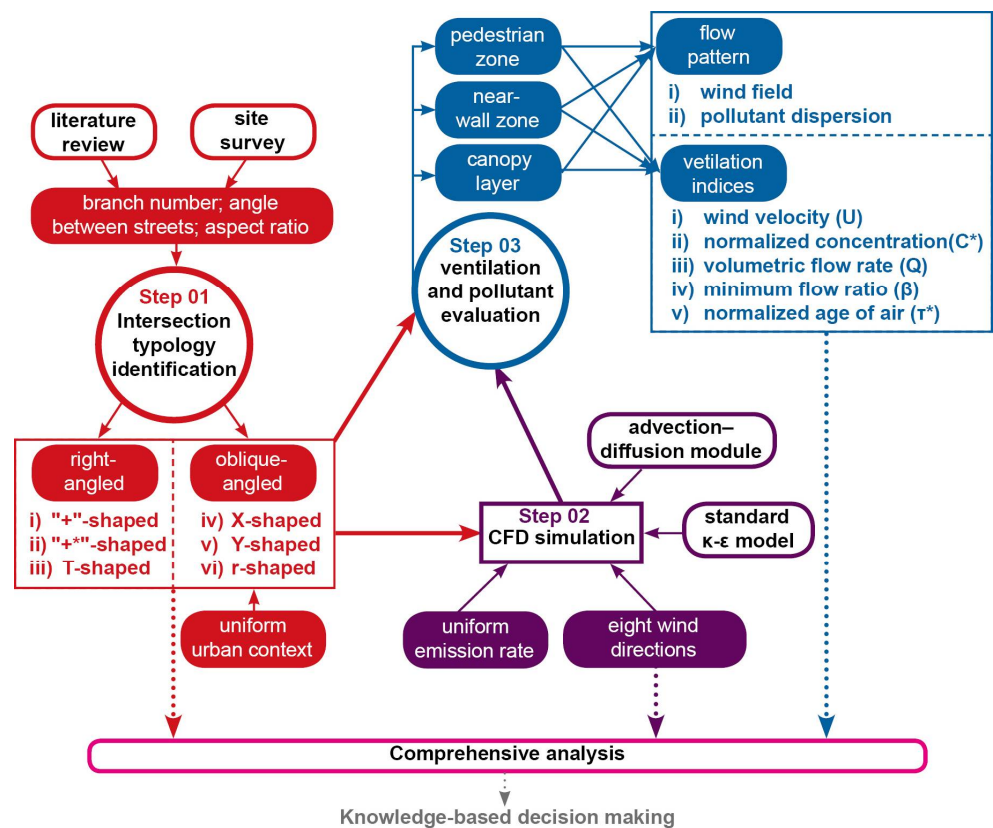 literature
review
site
survey
branch number; angle
between streets; aspect ratio
Step 01
Intersection
typology
identification
right-
angled
i) "+"-shaped
ii) "+*"-shaped
iii) T-shaped
oblique-
angled
iv) X-shaped
v) Y-shaped
vi) r-shaped
uniform
urban context
pedestrian
zone
near-
wall zone
canopy
layer
Step 03
ventilation
and pollutant
evaluation
flow
pattern
i) wind field
ii) pollutant dispersion
vetilation
indices
i) wind velocity (U)
ii) normalized concentration(C*)
iii) volumetric flow rate (Q)
iv) minimum flow ratio (β)
v) normalized age of air (τ*)
advection–
diffusion module
Step 02
CFD simulation
standard
κ-ε model
uniform
emission rate
eight wind
directions
Comprehensive analysis
Knowledge-based decision making